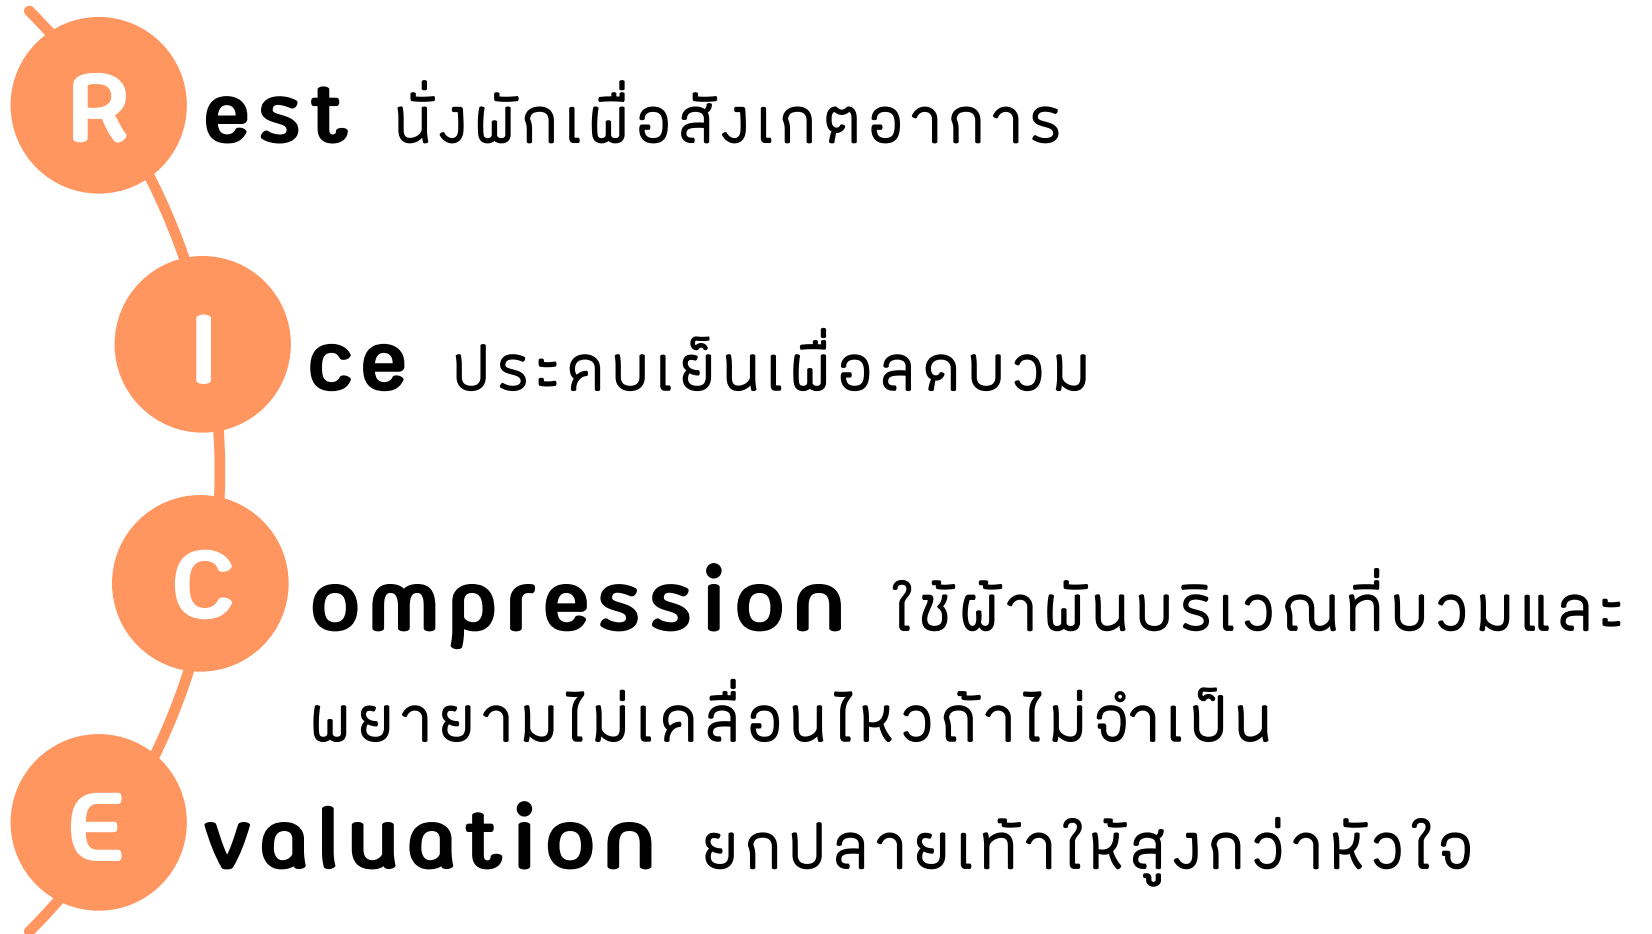 Rest นั่งพักเพื่อสังเกตอาการ
Ice ประคบเย็นเพื่อลดบวม
Compression ใช้ผ้าพันบริเวณที่บวมและ
พยายามไม่เคลื่อนไหวถ้าไม่จำเป็น
Evaluation ยกปลายเท้าให้สูงกว่าหัวใจ